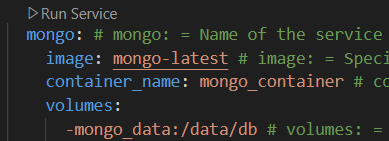 Run Service
mongo: # mongo: = Name of the service
image: mongo-latest # image: = Speci
container_name: mongo_container # co
volumes:
-mongo_data:/data/db # volumes: =